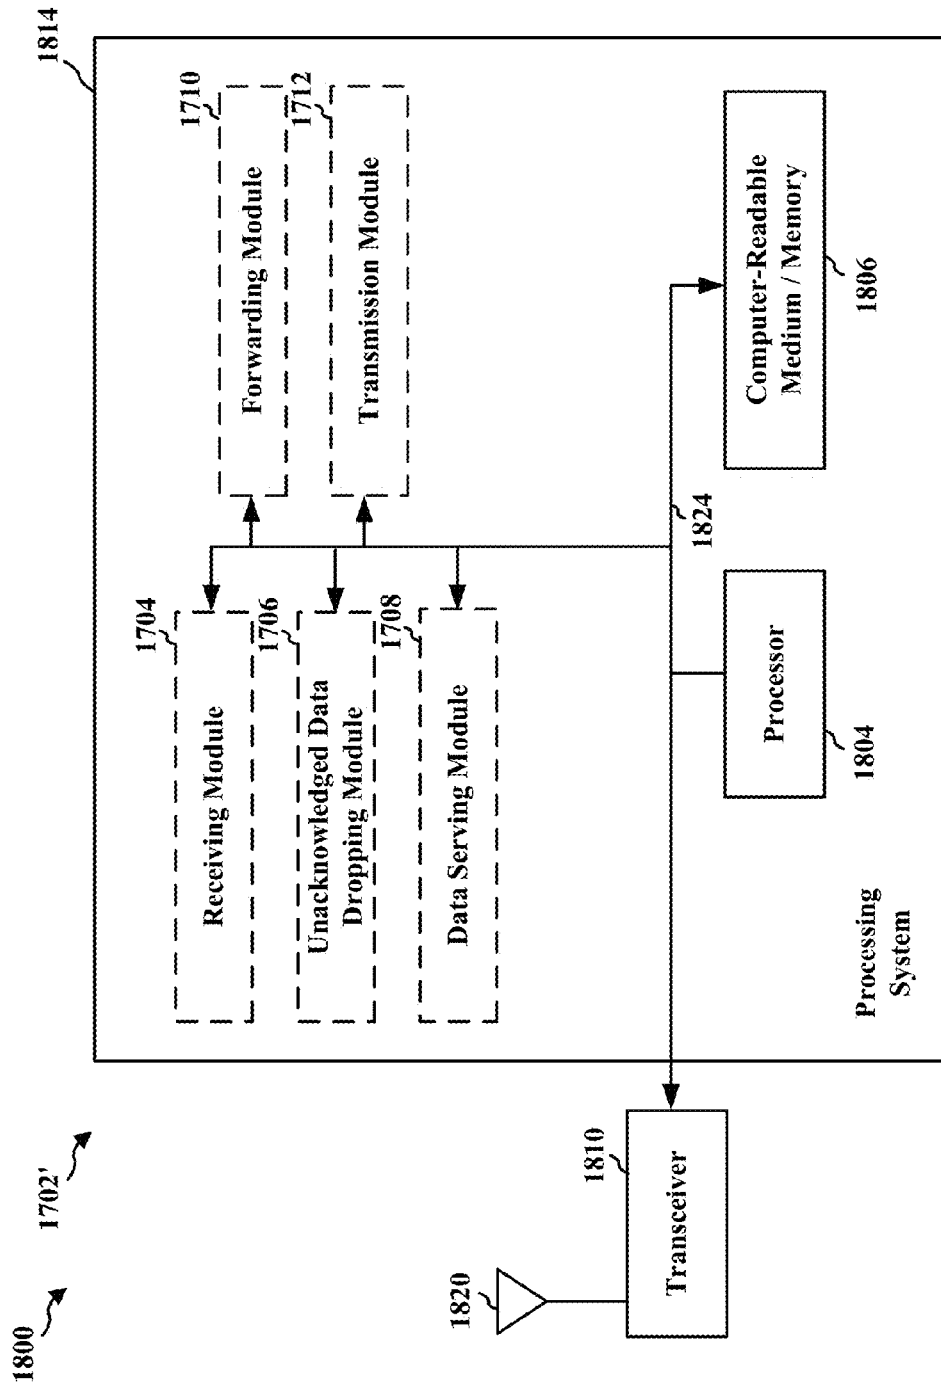 1800
1702'
1814
1704
Receiving Module
1710
Forwarding Module
1706
Unacknowledged Data
Dropping Module
1712
Transmission Module
1708
Data Serving Module
1820
1810
Transceiver
1824
Processor
1804
Computer-Readable
Medium / Memory
1806
Processing
System